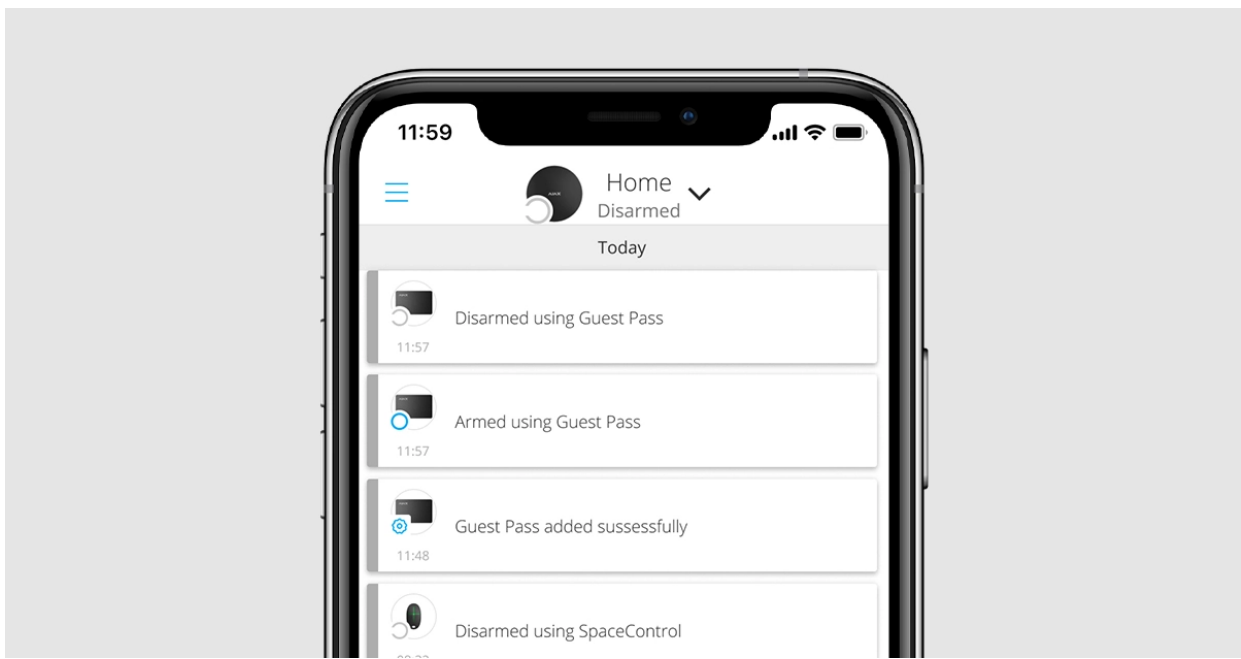 11:59
Home
Disarmed
Today
Disarmed using Guest Pass
11:57
Armed using Guest Pass
11:57
Guest Pass added sussessfully
11:48
Disarmed using SpaceControl